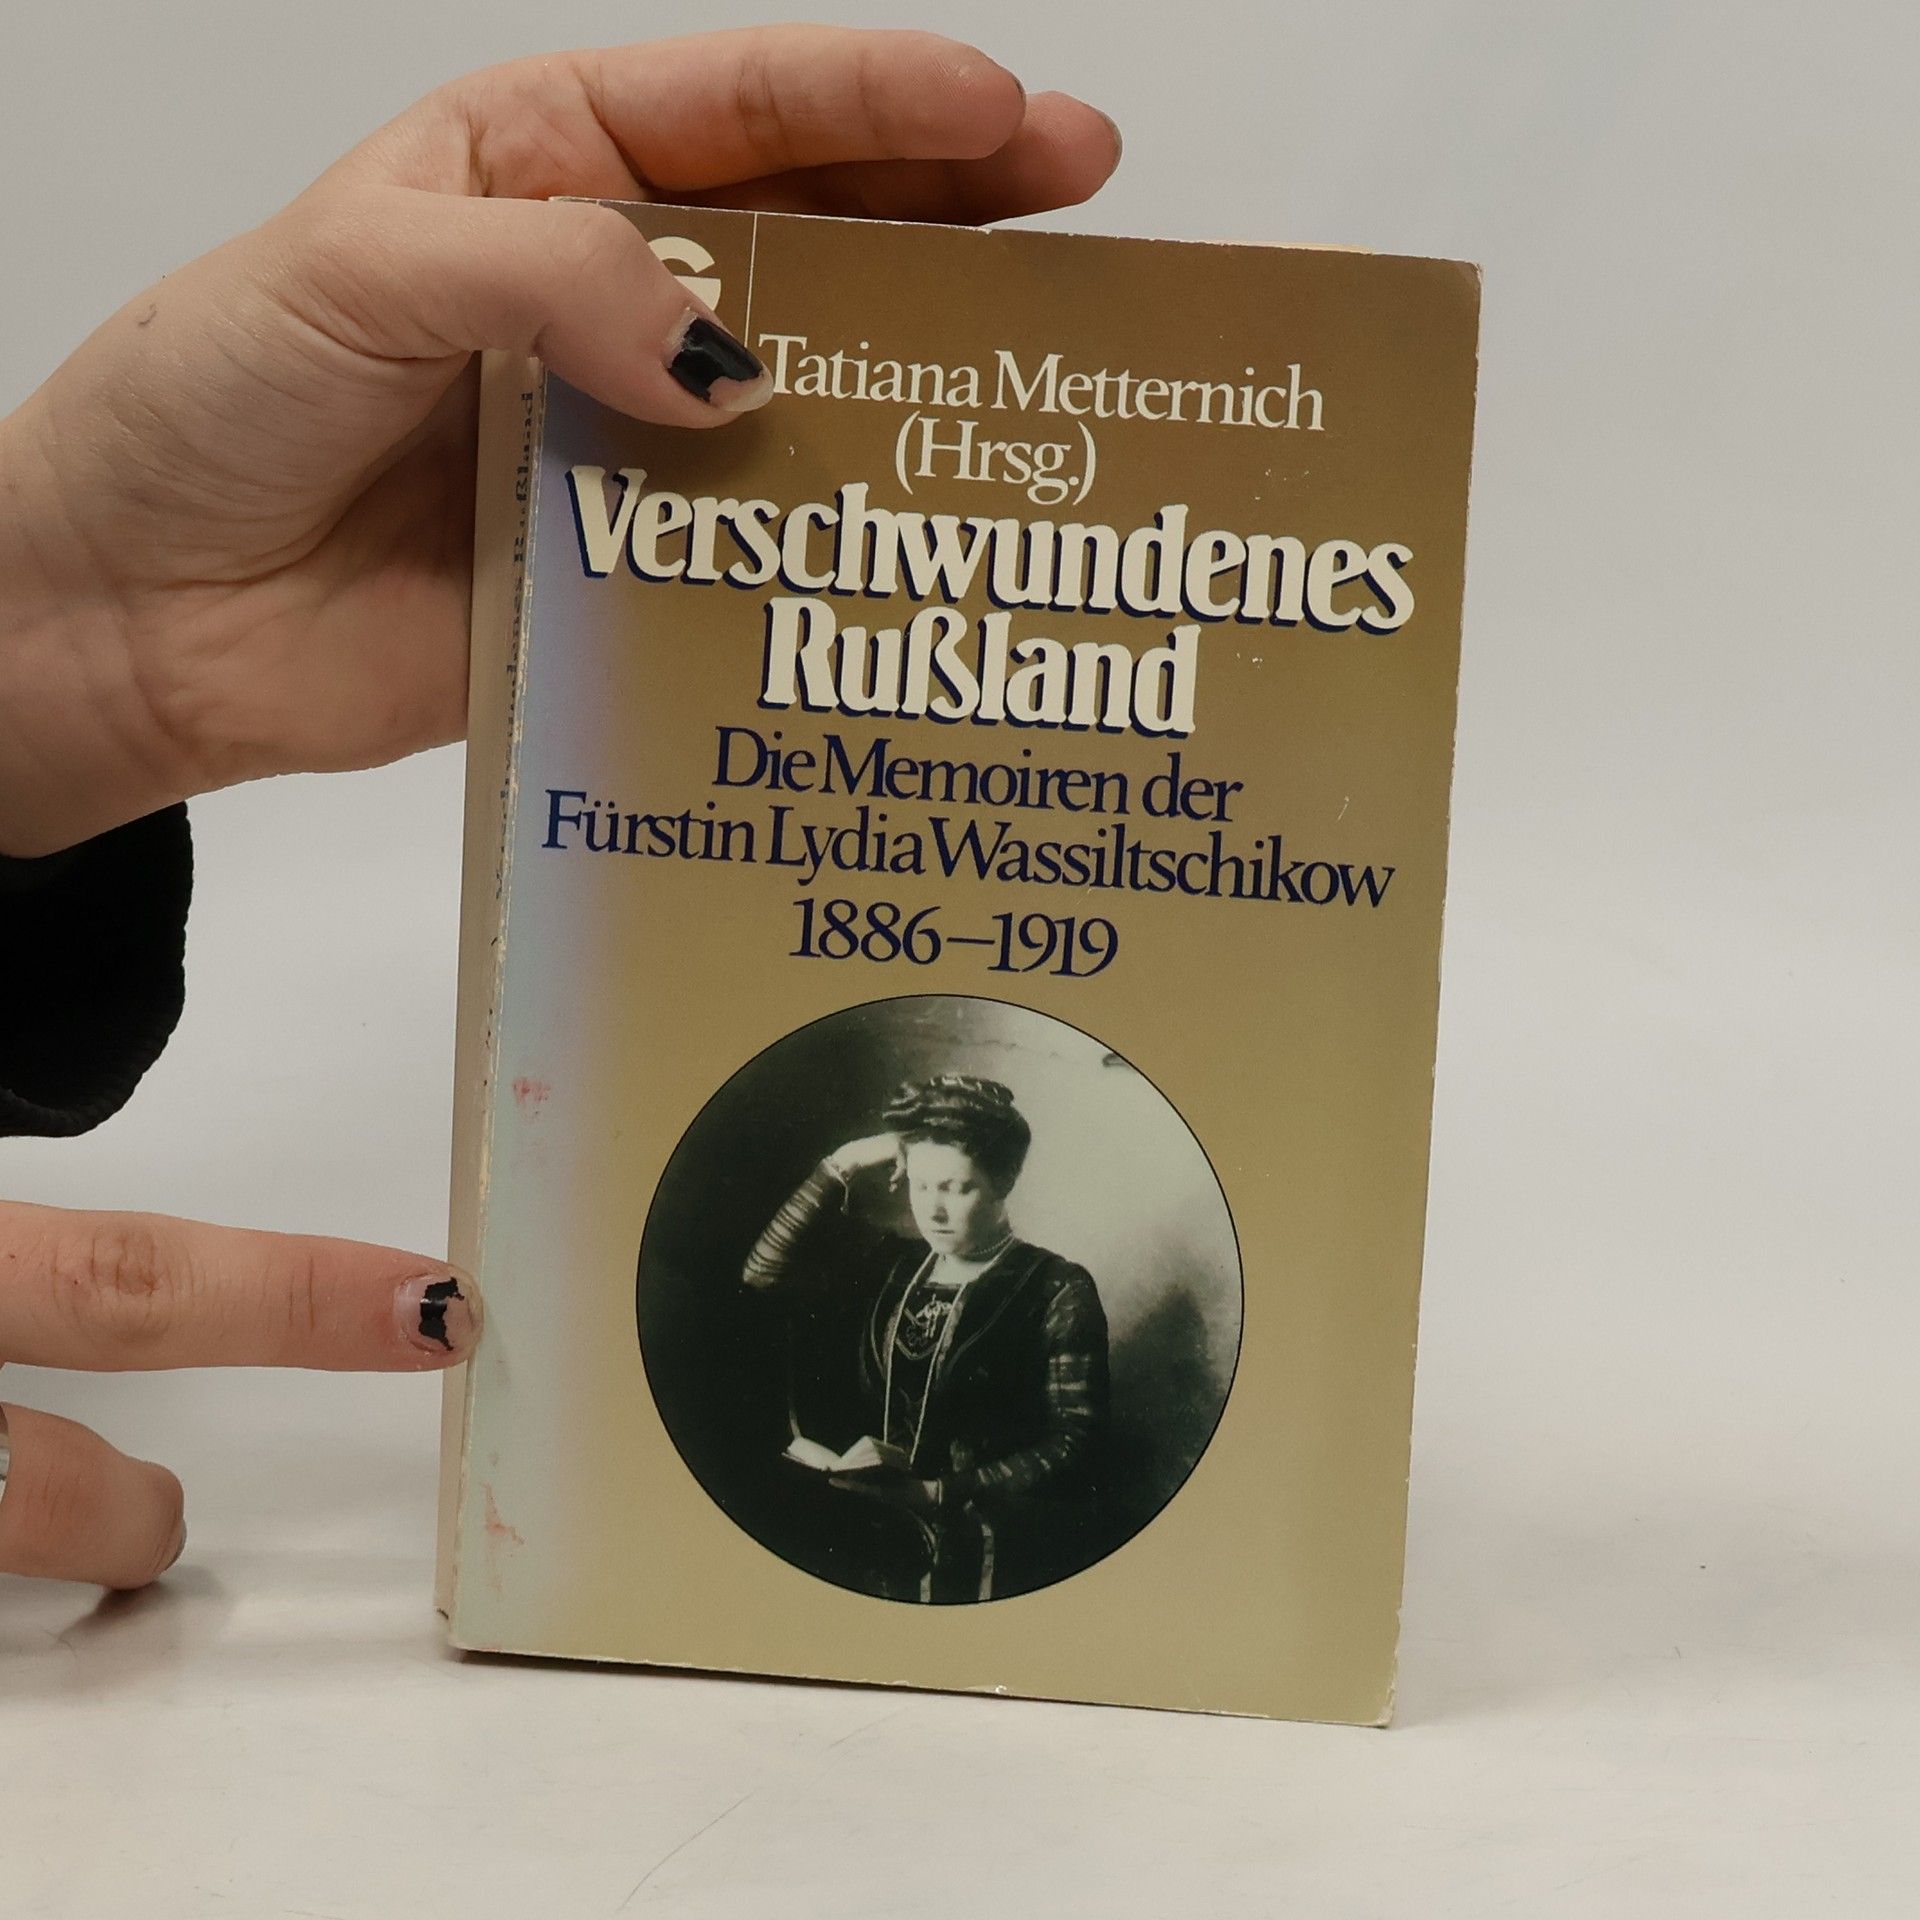 G
Tatiana Metternich
(Hrsg.)
Verschwundenes
Rußland
Die Memoiren der
Fürstin Lydia Wassiltschikow
1886–1919